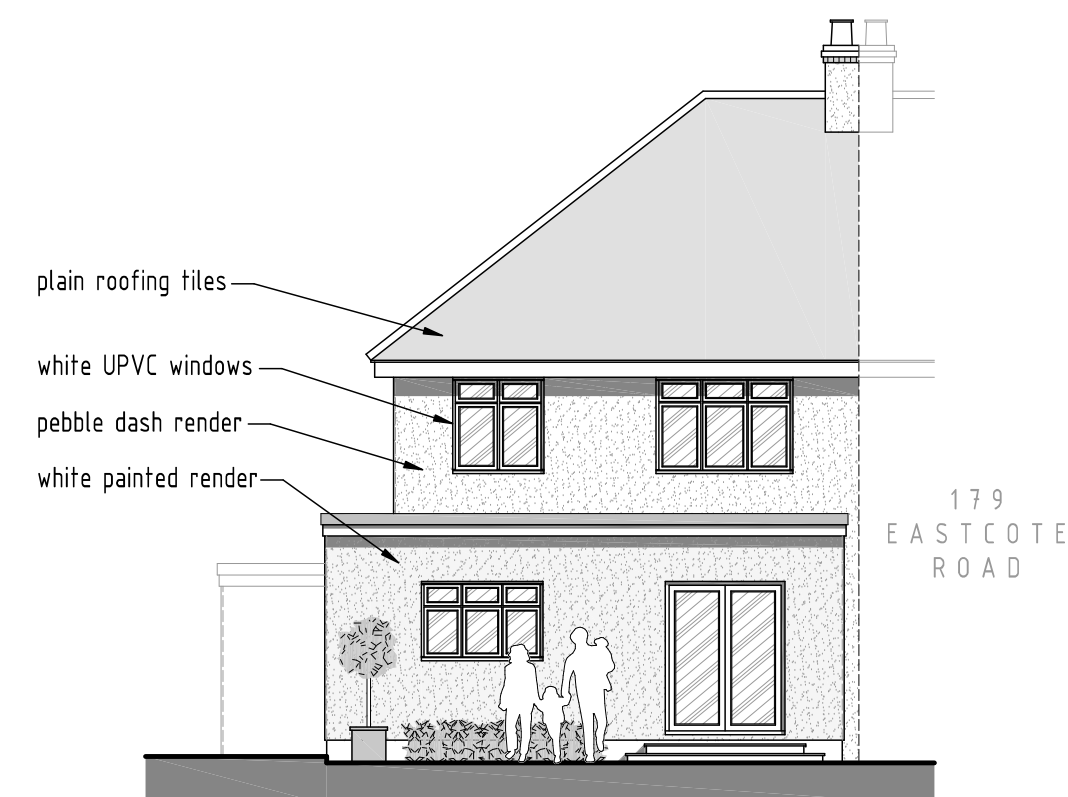 plain roofing tiles
white UPVC windows
pebble dash render
white painted render
179
EASTCOTE
ROAD